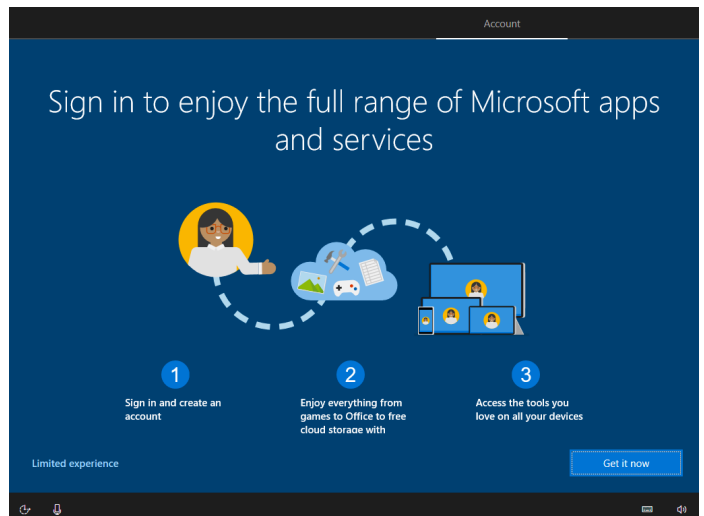 Account
Sign in to enjoy the full range of Microsoft apps
and services
1
Sign in and create an
account
2
Enjoy everything from
games to Office to free
cloud storage with
3
Access the tools you
love on all your devices
Limited experience
Get it now